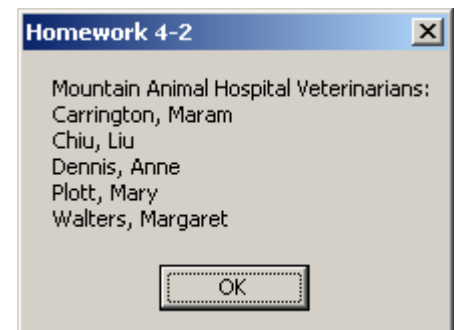 Homework 4-2
Mountain Animal Hospital Veterinarians:
Carrington, Maram
Chiu, Liu
Dennis, Anne
Plott, Mary
Walters, Margaret
OK